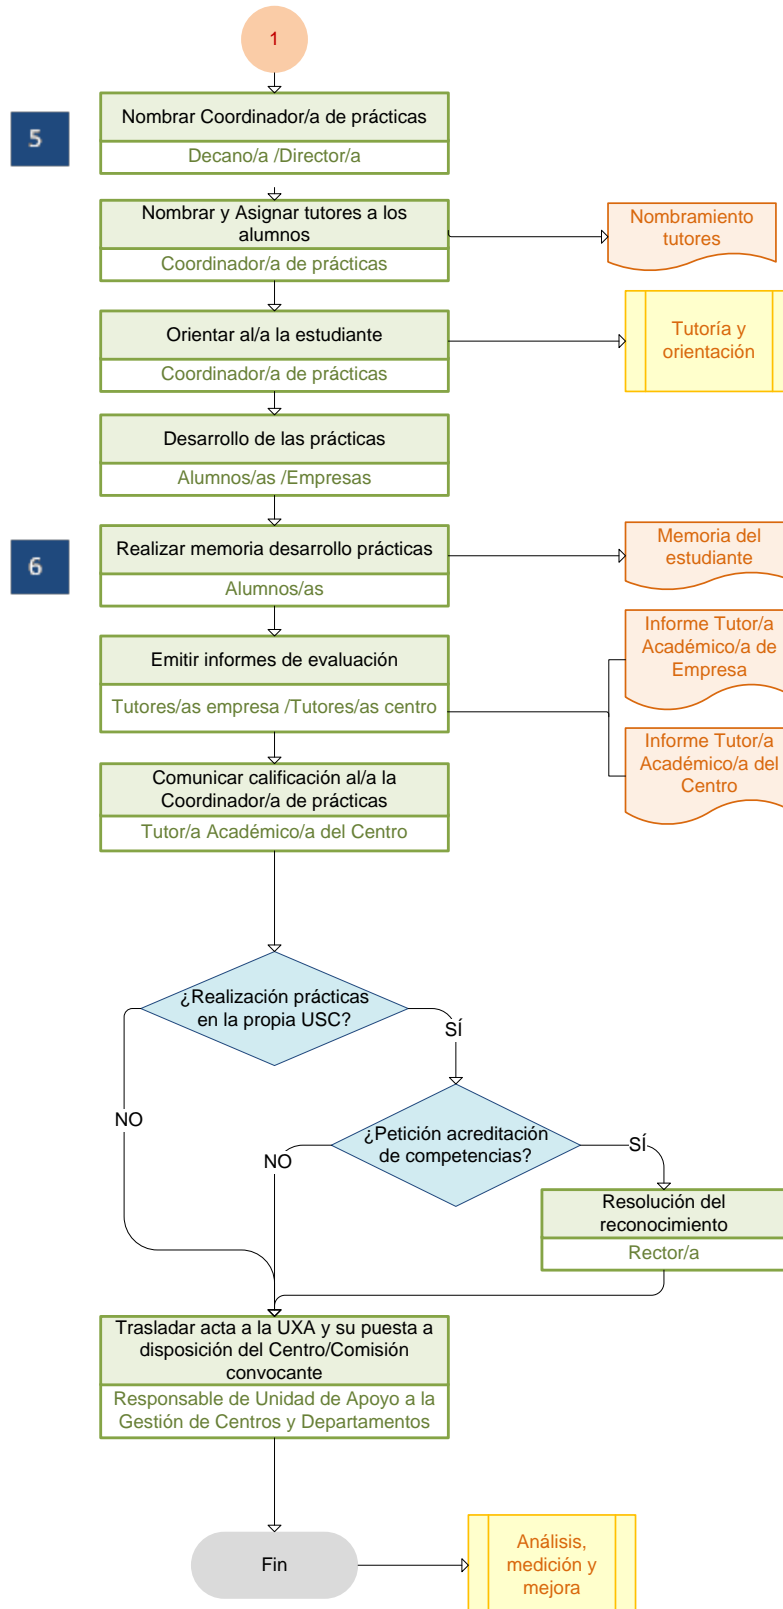 1
5
Nombrar Coordinador/a de prácticas
Decano/a /Director/a
Nombrar y Asignar tutores a los
alumnos
Coordinador/a de prácticas
Nombramiento
tutores
Orientar al/a la estudiante
Coordinador/a de prácticas
Tutoría y
orientación
Desarrollo de las prácticas
Alumnos/as /Empresas
6
Realizar memoria desarrollo prácticas
Alumnos/as
Memoria del
estudiante
Emitir informes de evaluación
Tutores/as empresa /Tutores/as centro
Informe Tutor/a
Académico/a de
Empresa
Informe Tutor/a
Académico/a del
Centro
Comunicar calificación al/a la
Coordinador/a de prácticas
Tutor/a Académico/a del Centro
¿Realización prácticas
en la propia USC?
SÍ
NO
¿Petición acreditación
de competencias?
SÍ
NO
Resolución del
reconocimiento
Rector/a
Trasladar acta a la UXA y su puesta a
disposición del Centro/Comisión
convocante
Responsable de Unidad de Apoyo a la
Gestión de Centros y Departamentos
Fin
Análisis,
medición y
mejora